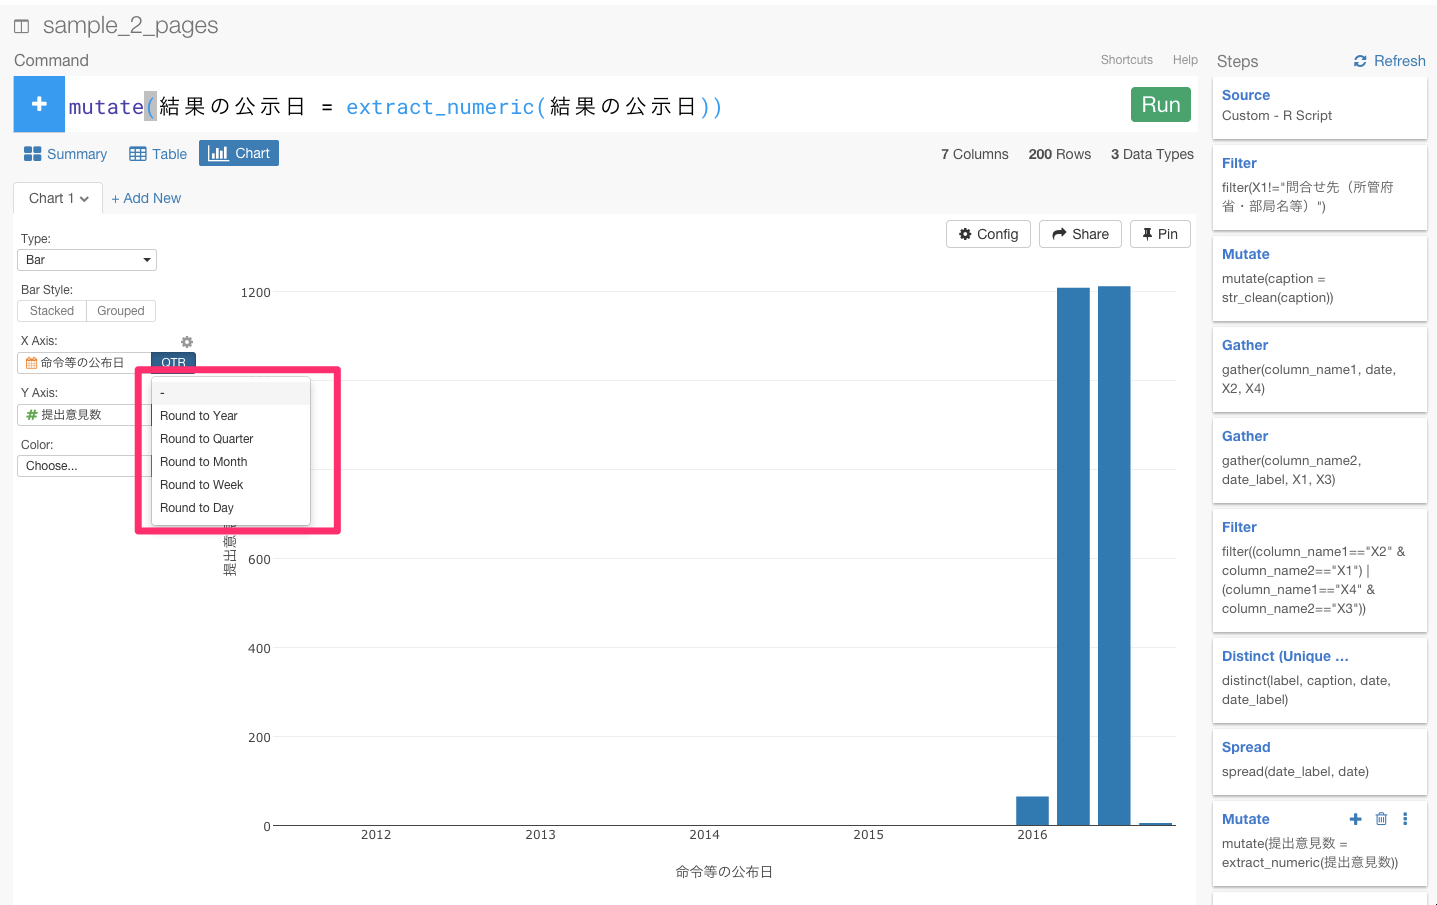 sample_2_pages
Command
Shortcuts Help
mutate(結果の公示日 = extract_numeric(結果の公示日))
Run
Summary Table Chart
7 Columns 200 Rows 3 Data Types
Chart 1 + Add New
Config Share Pin
Type:
Bar
Bar Style:
Stacked Grouped
X Axis:
命令等の公布日 QTR
Y Axis:
提出意見数
Color:
Choose...
-
Round to Year
Round to Quarter
Round to Month
Round to Week
Round to Day
1200
600
400
200
0
提出意見
2012 2013 2014 2015 2016
命令等の公布日
Steps Refresh
Source
Custom - R Script
Filter
filter(X1!="問合せ先（所管府
省・部局名等）")
Mutate
mutate(caption =
str_clean(caption))
Gather
gather(column_name1, date,
X2, X4)
Gather
gather(column_name2,
date_label, X1, X3)
Filter
filter((column_name1=="X2" &
column_name2=="X1") |
(column_name1=="X4" &
column_name2=="X3"))
Distinct (Unique ...
distinct(label, caption, date,
date_label)
Spread
spread(date_label, date)
Mutate
mutate(提出意見数 =
extract_numeric(提出意見数))